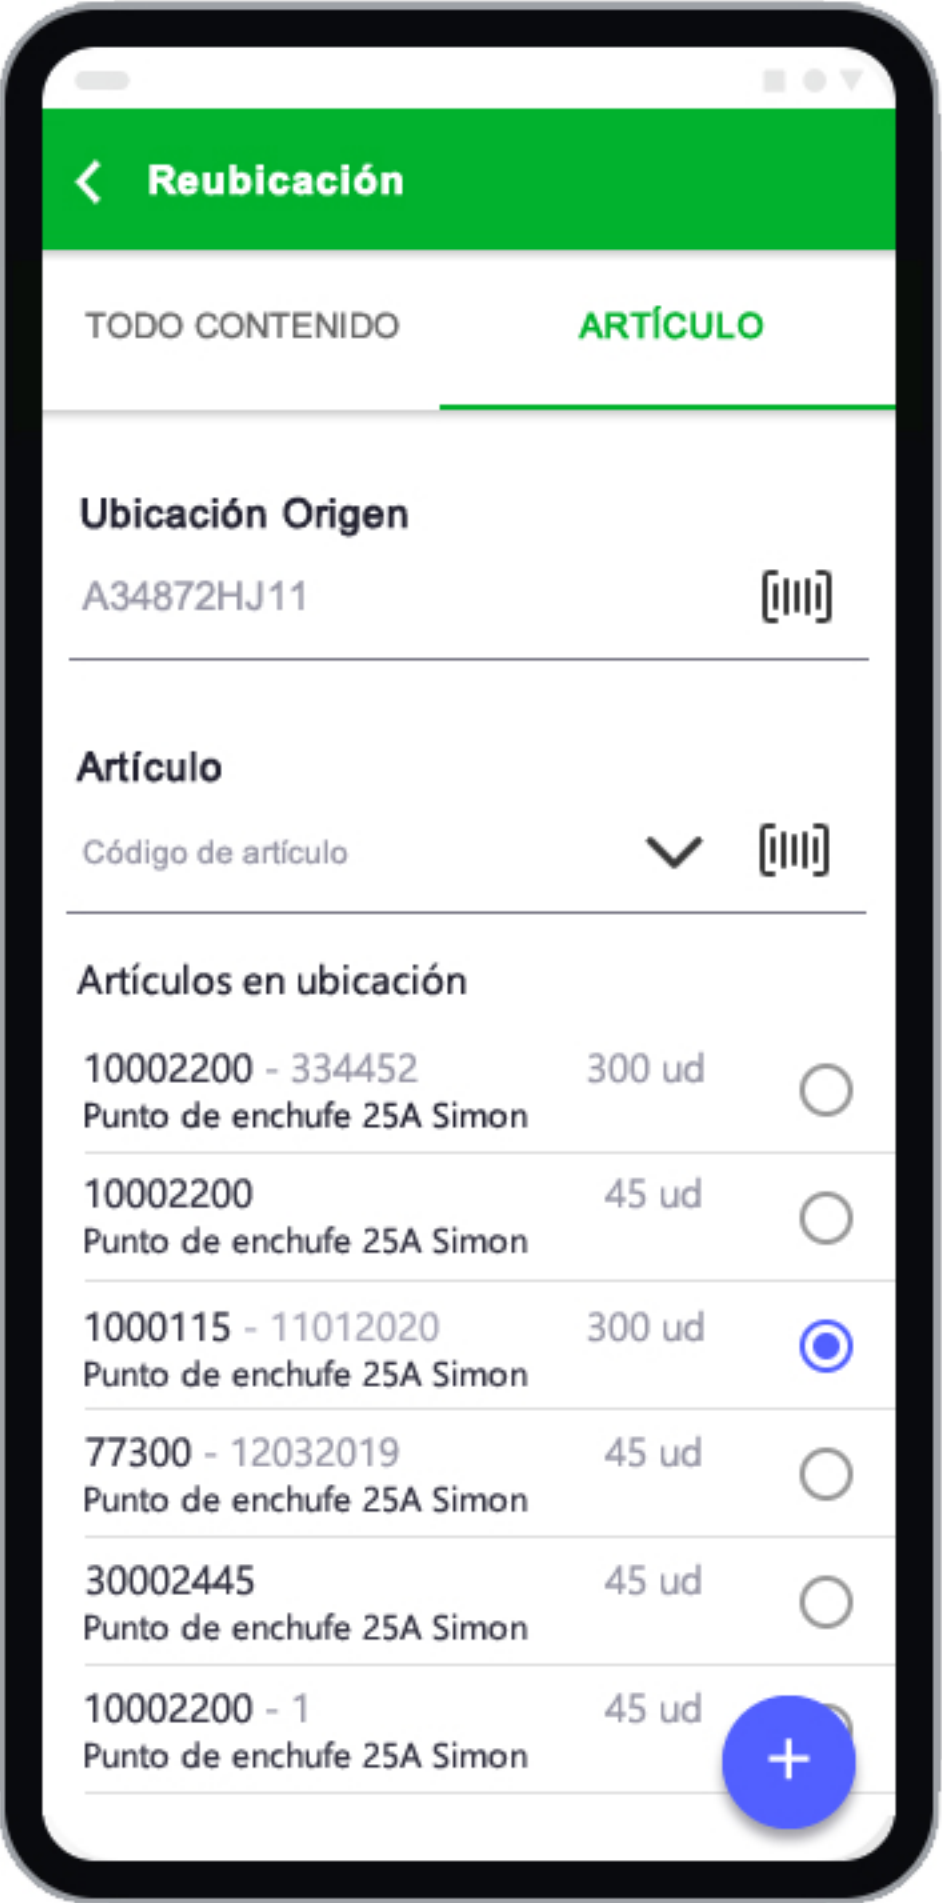 Reubicación
TODO CONTENIDO ARTÍCULO
Ubicación Origen
A34872HJ11
Artículo
Código de artículo
Artículos en ubicación
10002200 - 334452 300 ud
Punto de enchufe 25A Simon
10002200 45 ud
Punto de enchufe 25A Simon
1000115 - 11012020 300 ud
Punto de enchufe 25A Simon
77300 - 12032019 45 ud
Punto de enchufe 25A Simon
30002445 45 ud
Punto de enchufe 25A Simon
10002200 - 1 45 ud
Punto de enchufe 25A Simon